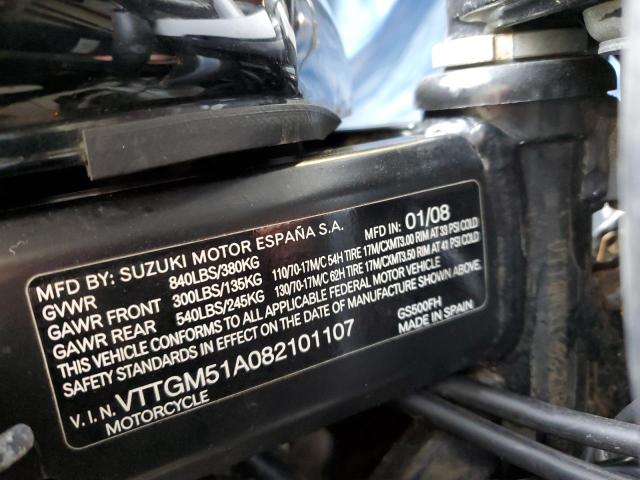 MFD BY: SUZUKI MOTOR ESPAÑA S.A. MFD IN: 01/08
GVWR 840LBS/380KG
GAWR FRONT 300LBS/135KG 110/70-17M/C 54H TIRE 17M/CXMT3.00 RIM AT 33 PSI COLD
GAWR REAR 540LBS/245KG 130/70-17M/C 62H TIRE 17M/CXMT3.50 RIM AT 41 PSI COLD
THIS VEHICLE CONFORMS TO ALL APPLICABLE FEDERAL MOTOR VEHICLE
SAFETY STANDARDS IN EFFECT ON THE DATE OF MANUFACTURE SHOWN ABOVE.
GS500FH
V.I.N. VTTGM51A082101107 MADE IN SPAIN
MOTORCYCLE